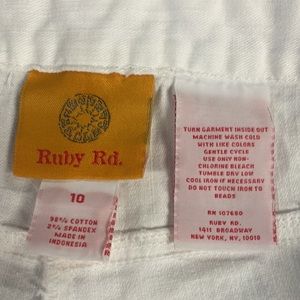 Ruby Rd.
10
98% COTTON
2% SPANDEX
MADE IN
INDONESIA
TURN GARMENT INSIDE OUT
MACHINE WASH COLD
WITH LIKE COLORS
GENTLE CYCLE
USE ONLY NON-
CHLORINE BLEACH
TUMBLE DRY LOW
COOL IRON IF NECESSARY
DO NOT TOUCH IRON TO
BEADS
RN 107680
RUBY RD.
1411 BROADWAY
NEW YORK, NY, 10018